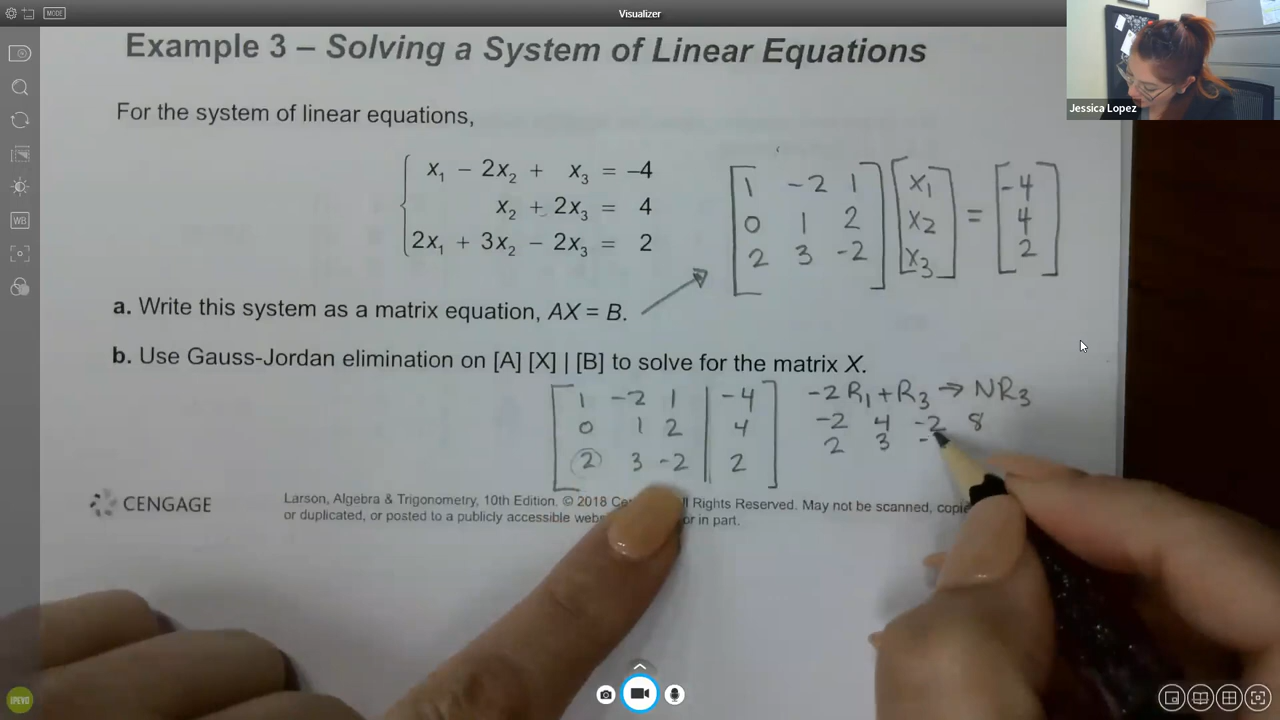 MODE
Visualizer
Jessica Lopez
Example 3 – Solving a System of Linear Equations
For the system of linear equations,
x₁ − 2x₂ + x₃ = −4
x₂ + 2x₃ = 4
2x₁ + 3x₂ − 2x₃ = 2
1 -2 1 x₁ -4
0 1 2 x₂ = 4
2 3 -2 x₃ 2
a. Write this system as a matrix equation, AX = B.
b. Use Gauss-Jordan elimination on [A] [X] | [B] to solve for the matrix X.
1 -2 1 | -4
0 1 2 | 4
2 3 -2 | 2
-2R₁ + R₃ → NR₃
-2 4 -2 8
2 3 -
CENGAGE
Larson, Algebra & Trigonometry, 10th Edition. © 2018 All Rights Reserved. May not be scanned,
or duplicated, or posted to a publicly accessible or in part.
WB
IPEVO